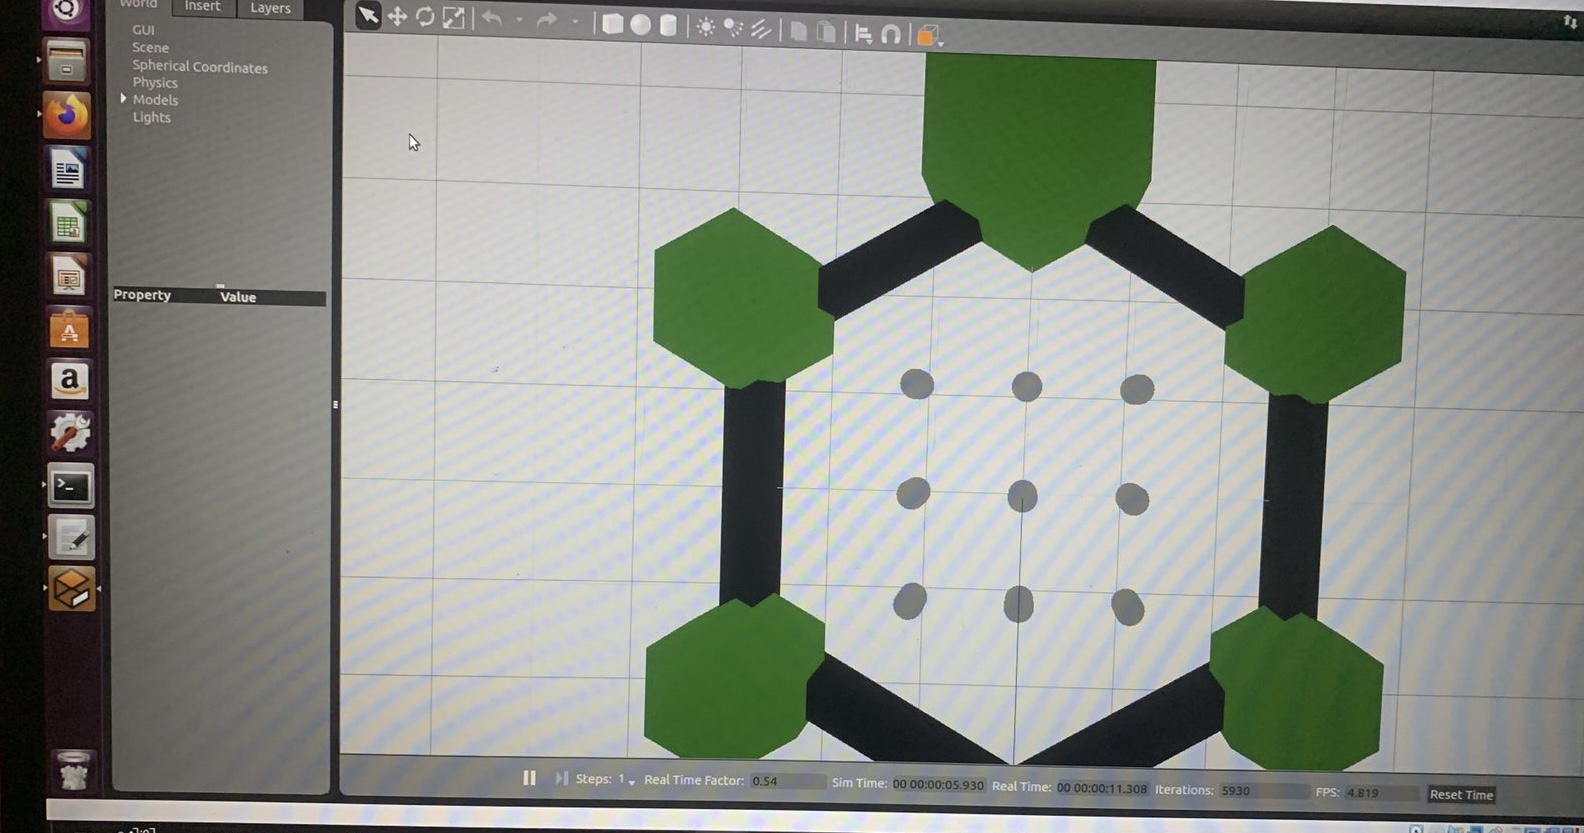 World Insert Layers
GUI
Scene
Spherical Coordinates
Physics
Models
Lights
Property Value
a
Steps: 1 Real Time Factor: 0.54 Sim Time: 00 00:00:05.930 Real Time: 00 00:00:11.308 Iterations: 5930 FPS: 4.819 Reset Time